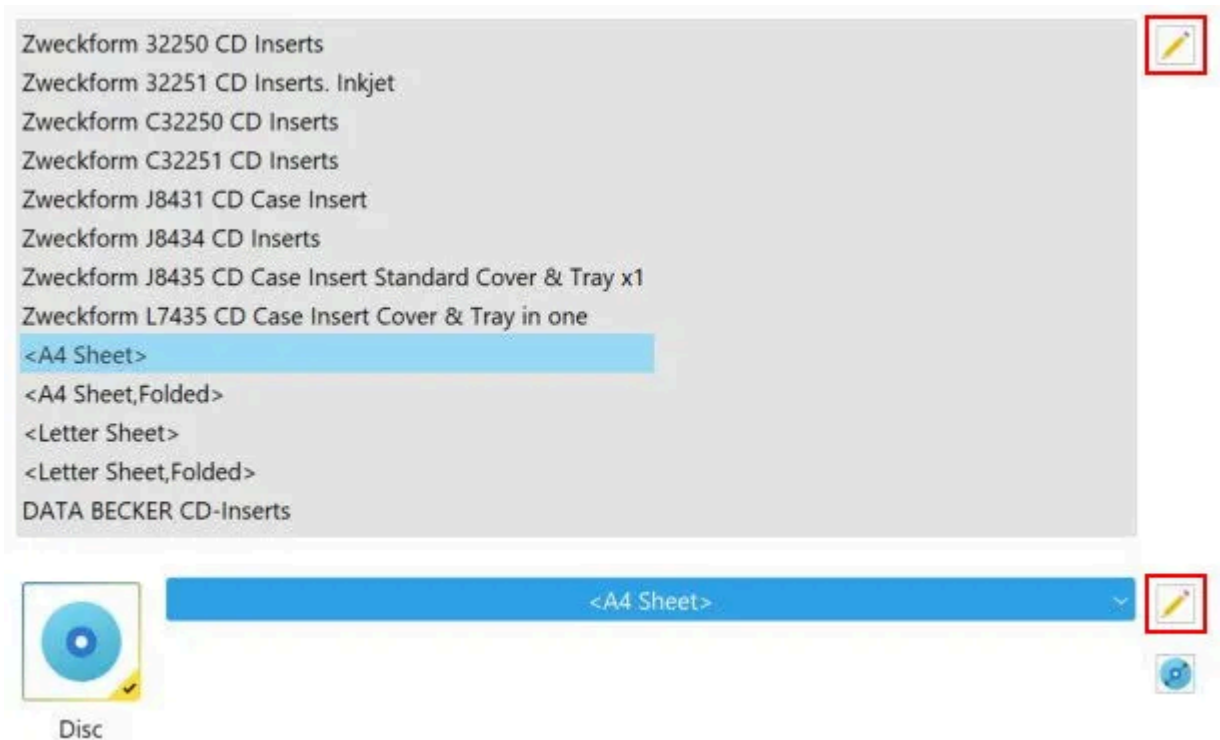 Zweckform 32250 CD Inserts
Zweckform 32251 CD Inserts. Inkjet
Zweckform C32250 CD Inserts
Zweckform C32251 CD Inserts
Zweckform J8431 CD Case Insert
Zweckform J8434 CD Inserts
Zweckform J8435 CD Case Insert Standard Cover & Tray x1
Zweckform L7435 CD Case Insert Cover & Tray in one
<A4 Sheet>
<A4 Sheet,Folded>
<Letter Sheet>
<Letter Sheet,Folded>
DATA BECKER CD-Inserts
<A4 Sheet>
Disc